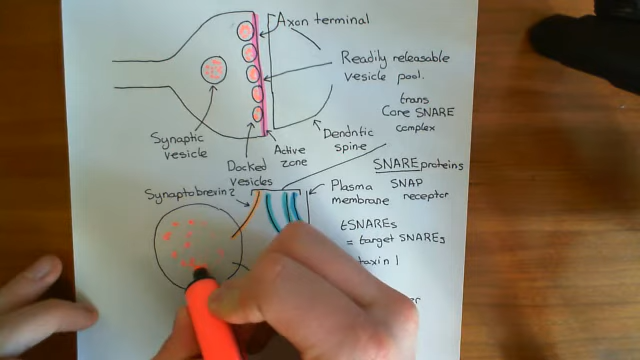 Axon terminal
Readily releasable
vesicle pool.
trans
Core SNARE
complex
Synaptic
vesicle
Docked
vesicles
Active
zone
Dendritic
spine
SNARE proteins
SNAP
receptor
Synaptobrevin 2
Plasma
membrane
tSNAREs
= target SNAREs
taxin 1